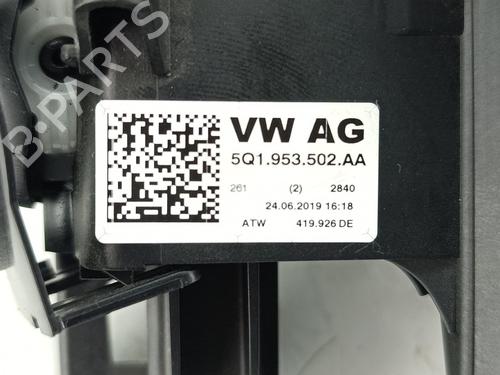 B-PARTS
VW AG
5Q1.953.502.AA
261 (2) 2840
24.06.2019 16:18
ATW 419.926 DE